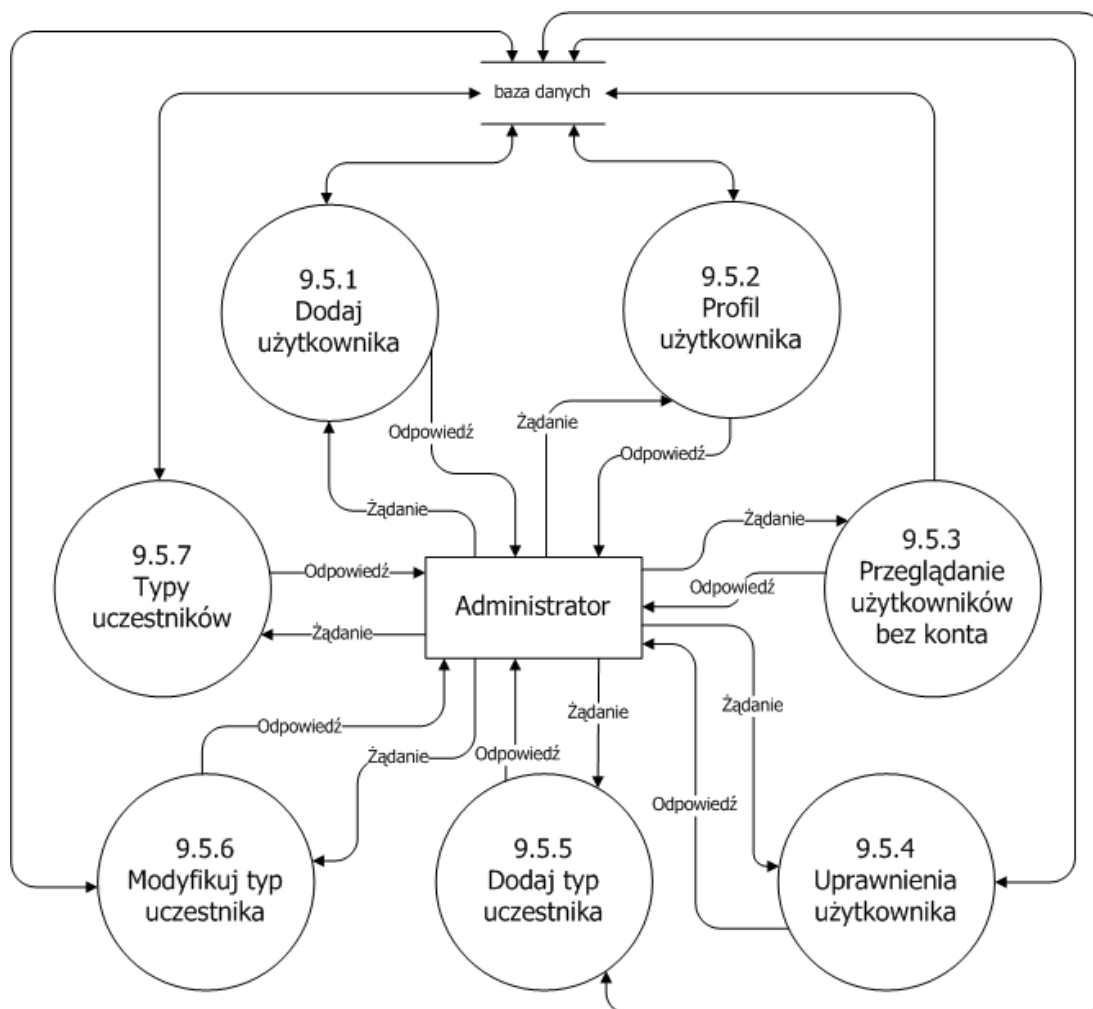 baza danych
9.5.1
Dodaj
użytkownika
9.5.2
Profil
użytkownika
Żądanie
Odpowiedź
Odpowiedź
Żądanie
Żądanie
9.5.7
Typy
uczestników
Odpowiedź
Żądanie
Administrator
Odpowiedź
9.5.3
Przeglądanie
użytkowników
bez konta
Odpowiedź
Żądanie
Odpowiedź
Żądanie
Żądanie
Odpowiedź
9.5.6
Modyfikuj typ
uczestnika
9.5.5
Dodaj typ
uczestnika
9.5.4
Uprawnienia
użytkownika